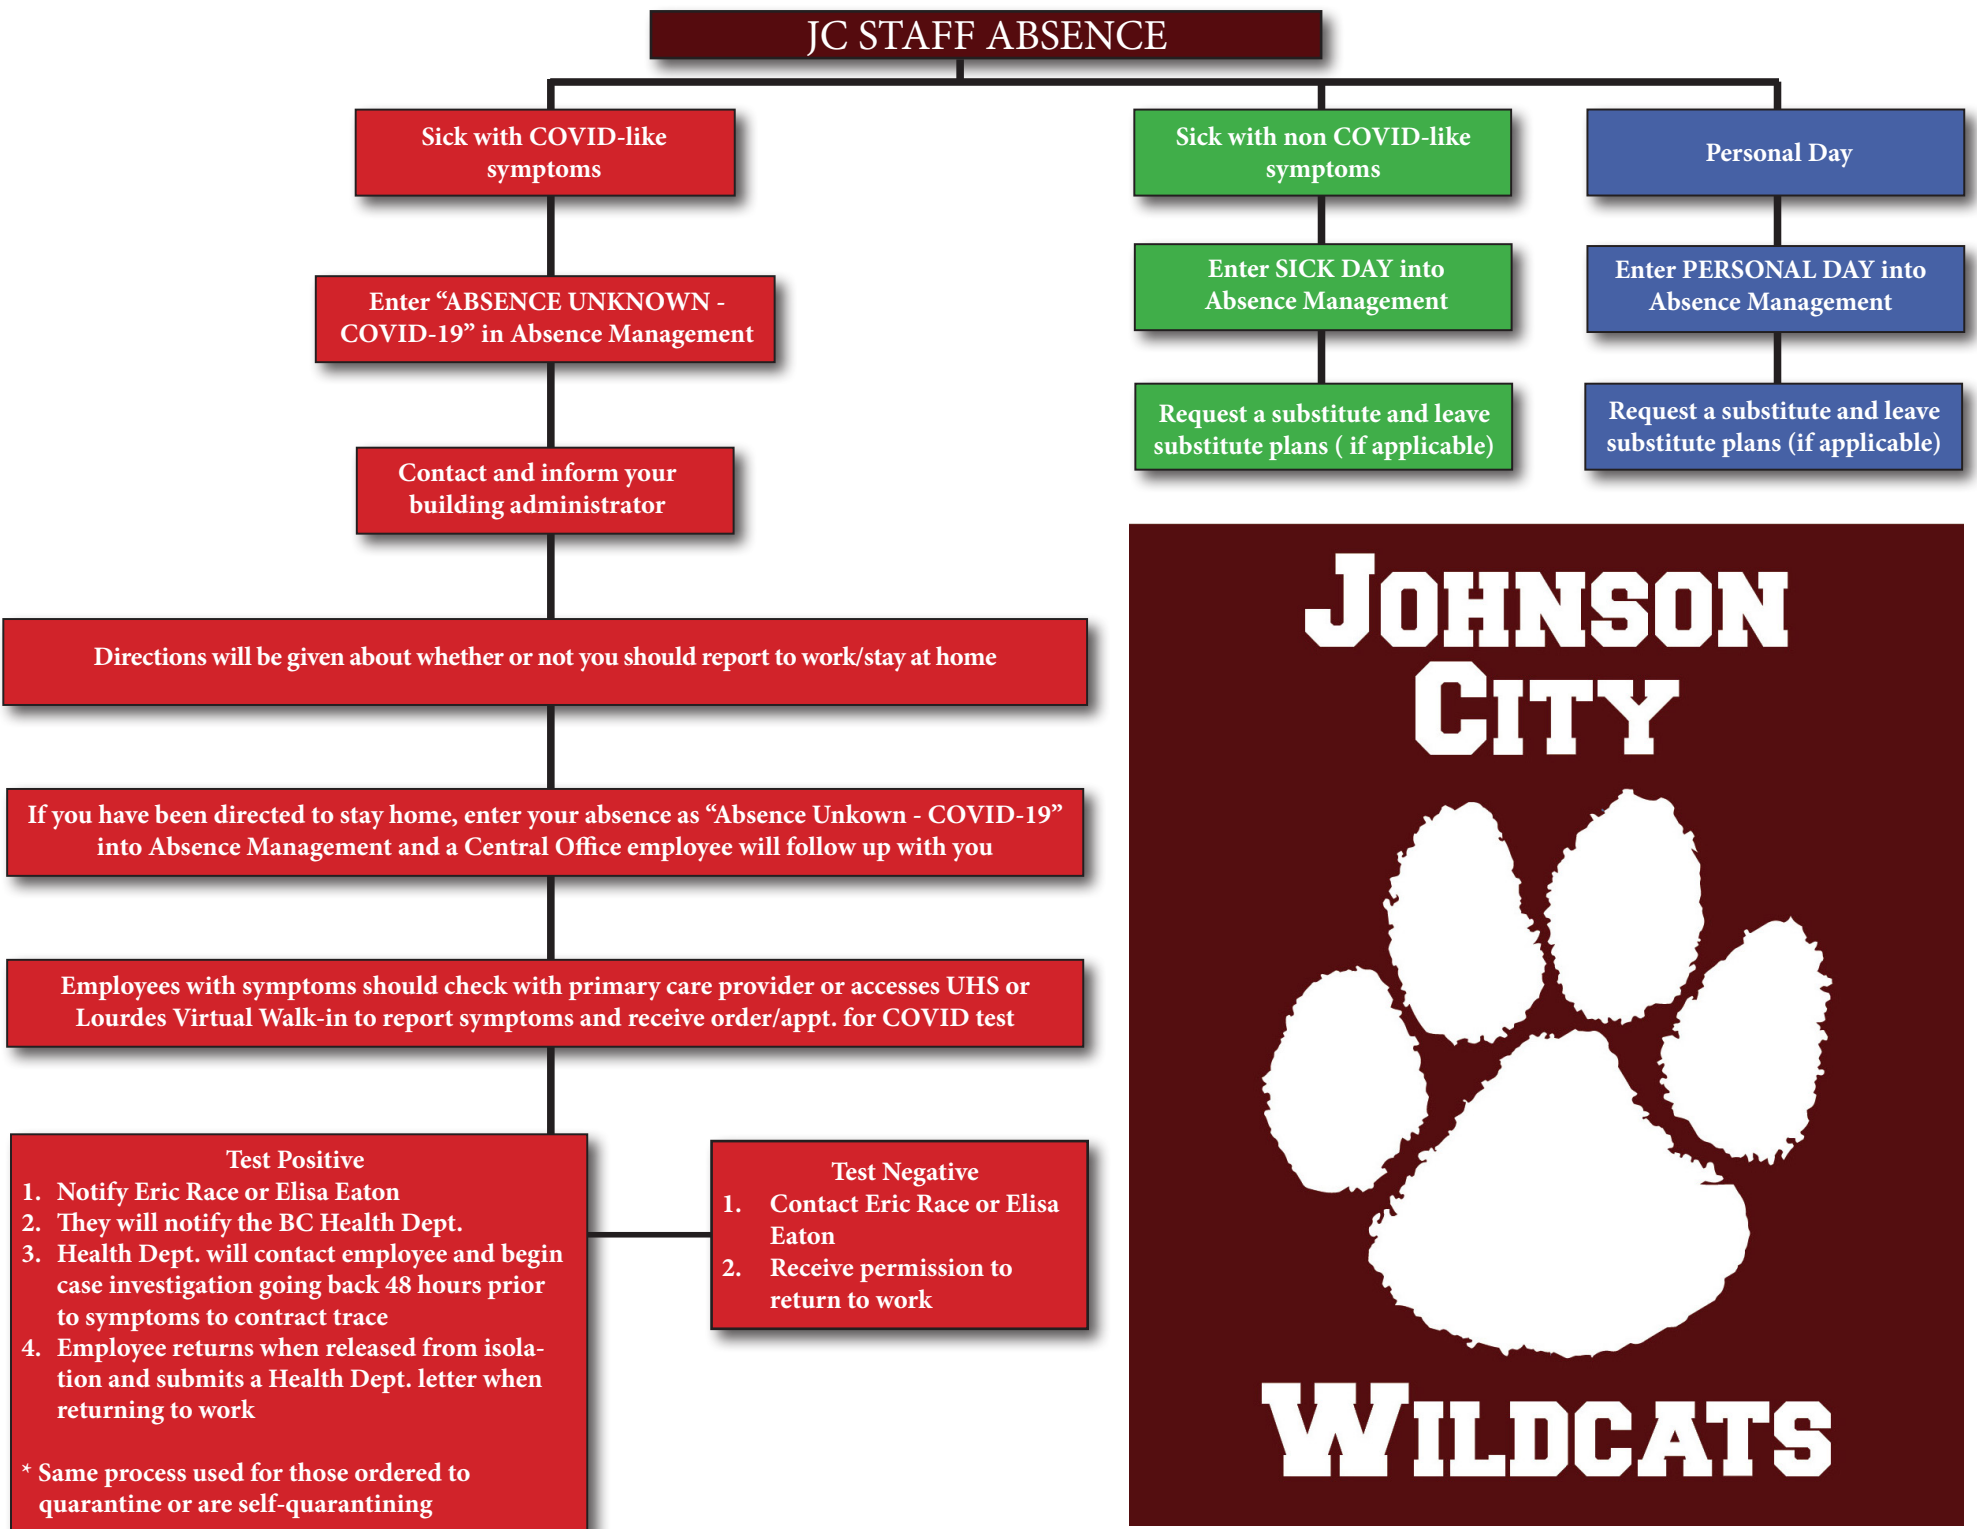 JC STAFF ABSENCE
Sick with COVID-like
symptoms
Enter “ABSENCE UNKNOWN -
COVID-19” in Absence Management
Contact and inform your
building administrator
Directions will be given about whether or not you should report to work/stay at home
If you have been directed to stay home, enter your absence as “Absence Unkown - COVID-19”
into Absence Management and a Central Office employee will follow up with you
Employees with symptoms should check with primary care provider or accesses UHS or
Lourdes Virtual Walk-in to report symptoms and receive order/appt. for COVID test
Test Positive
1. Notify Eric Race or Elisa Eaton
2. They will notify the BC Health Dept.
3. Health Dept. will contact employee and begin
case investigation going back 48 hours prior
to symptoms to contract trace
4. Employee returns when released from isola-
tion and submits a Health Dept. letter when
returning to work
* Same process used for those ordered to
quarantine or are self-quarantining
Test Negative
1. Contact Eric Race or Elisa
Eaton
2. Receive permission to
return to work
Sick with non COVID-like
symptoms
Enter SICK DAY into
Absence Management
Request a substitute and leave
substitute plans ( if applicable)
Personal Day
Enter PERSONAL DAY into
Absence Management
Request a substitute and leave
substitute plans (if applicable)
JOHNSON
CITY
WILDCATS